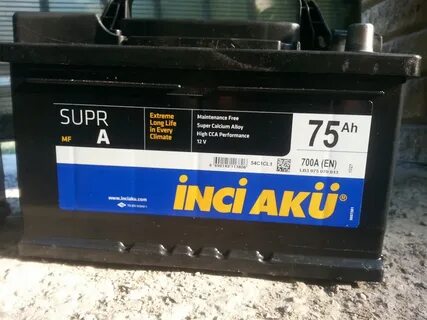 SUPR
A
MF
Extreme
Long Life
in Every
Climate
Maintenance Free
Super Calcium Alloy
High CCA Performance
12 V
75Ah
700A (EN)
54C1CL1
www.inciaku.com
İNCİ AKÜ®